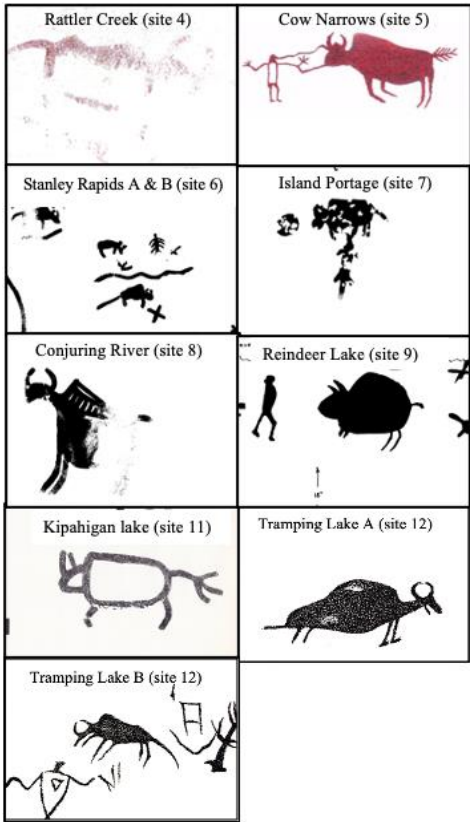 Rattler Creek (site 4)
Cow Narrows (site 5)
Stanley Rapids A & B (site 6)
Island Portage (site 7)
Conjuring River (site 8)
Reindeer Lake (site 9)
Kipahigan lake (site 11)
Tramping Lake A (site 12)
Tramping Lake B (site 12)